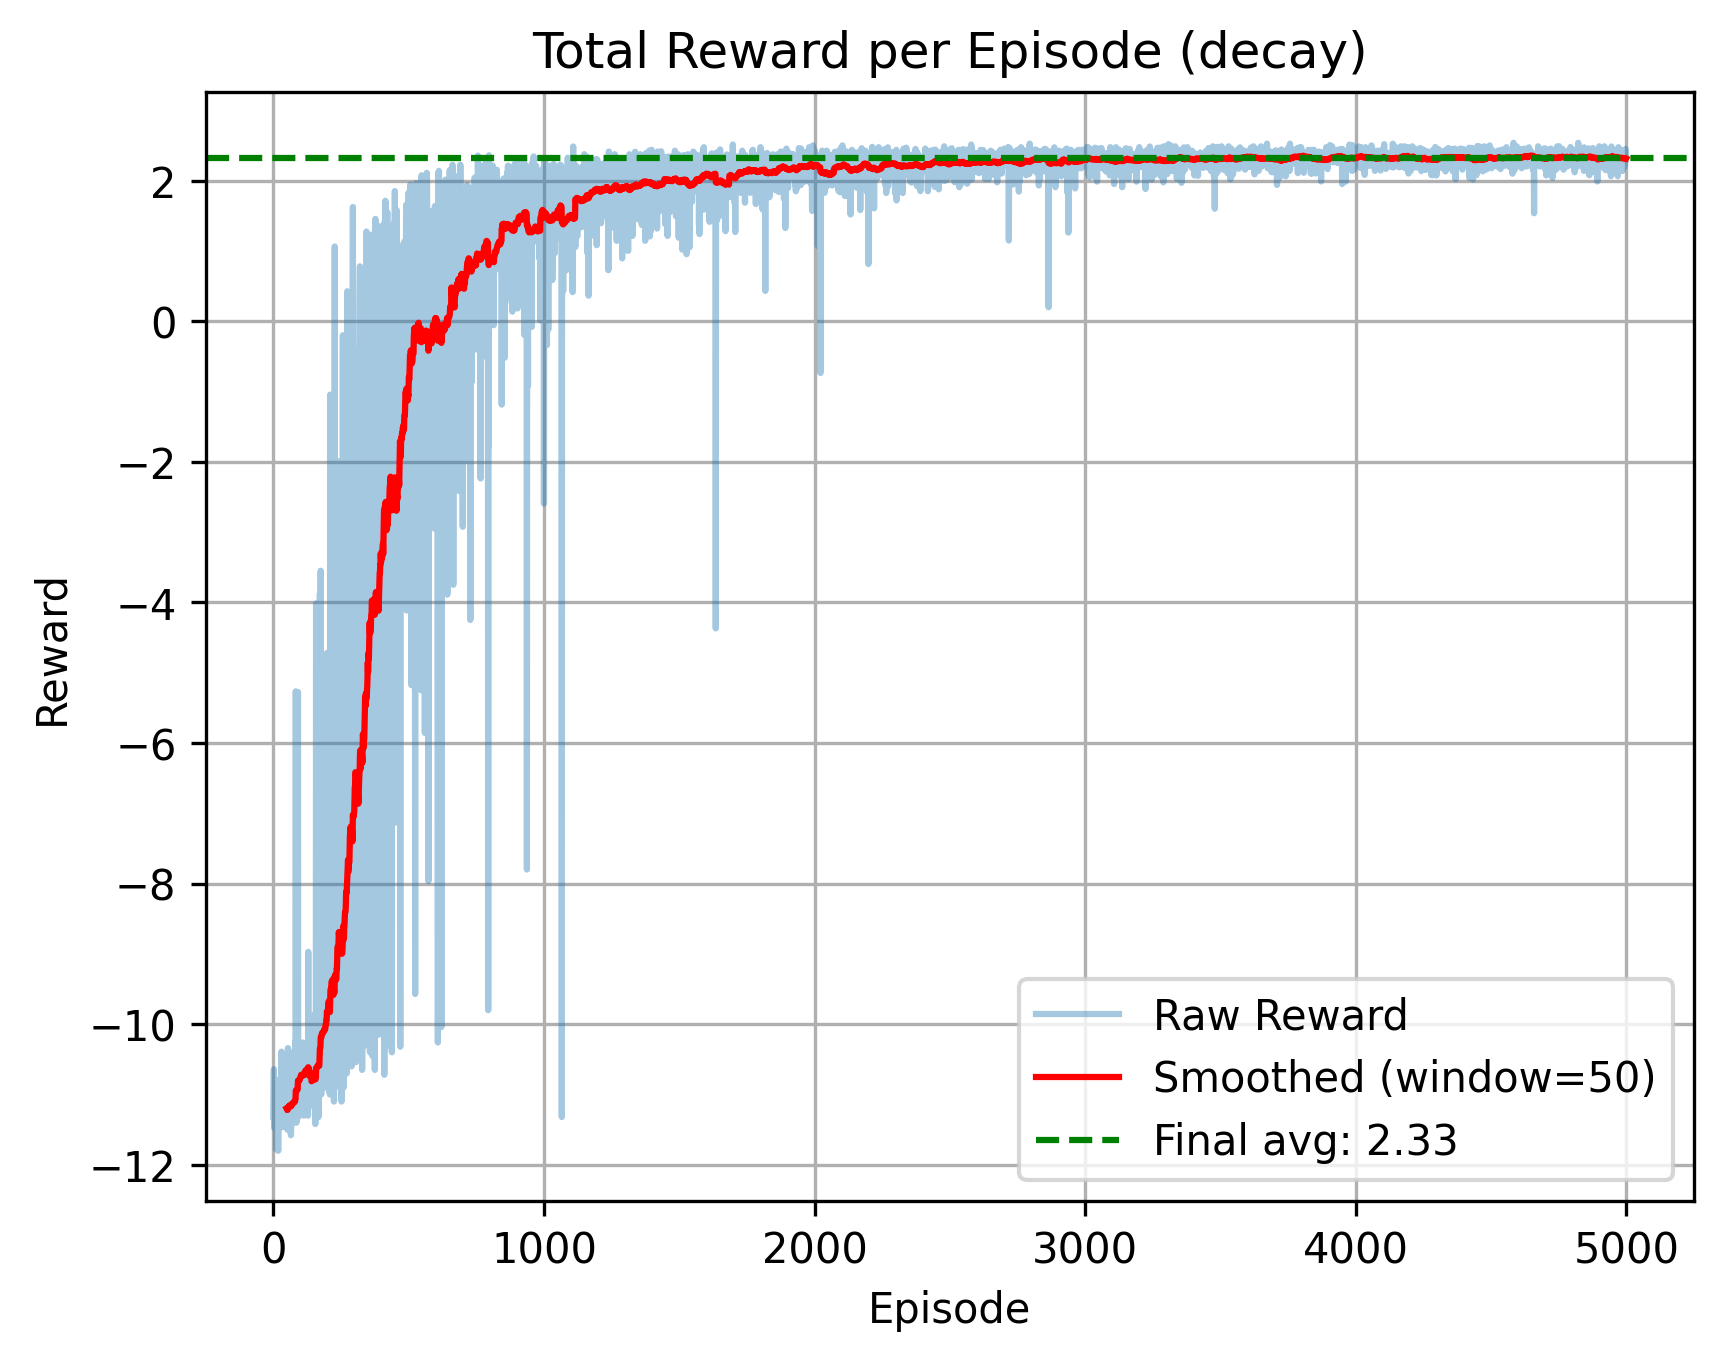 Total Reward per Episode (decay)
Reward
2
0
−2
−4
−6
−8
−10
−12
Raw Reward
Smoothed (window=50)
Final avg: 2.33
0 1000 2000 3000 4000 5000
Episode